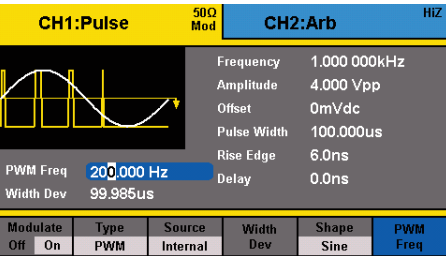 CH1:Pulse
50Ω
Mod
CH2:Arb
HiZ
Frequency 1.000 000kHz
Amplitude 4.000 Vpp
Offset 0mVdc
Pulse Width 100.000us
Rise Edge 6.0ns
Delay 0.0ns
PWM Freq 200.000 Hz
Width Dev 99.985us
Modulate Type Source Width Shape PWM
Off On PWM Internal Dev Sine Freq